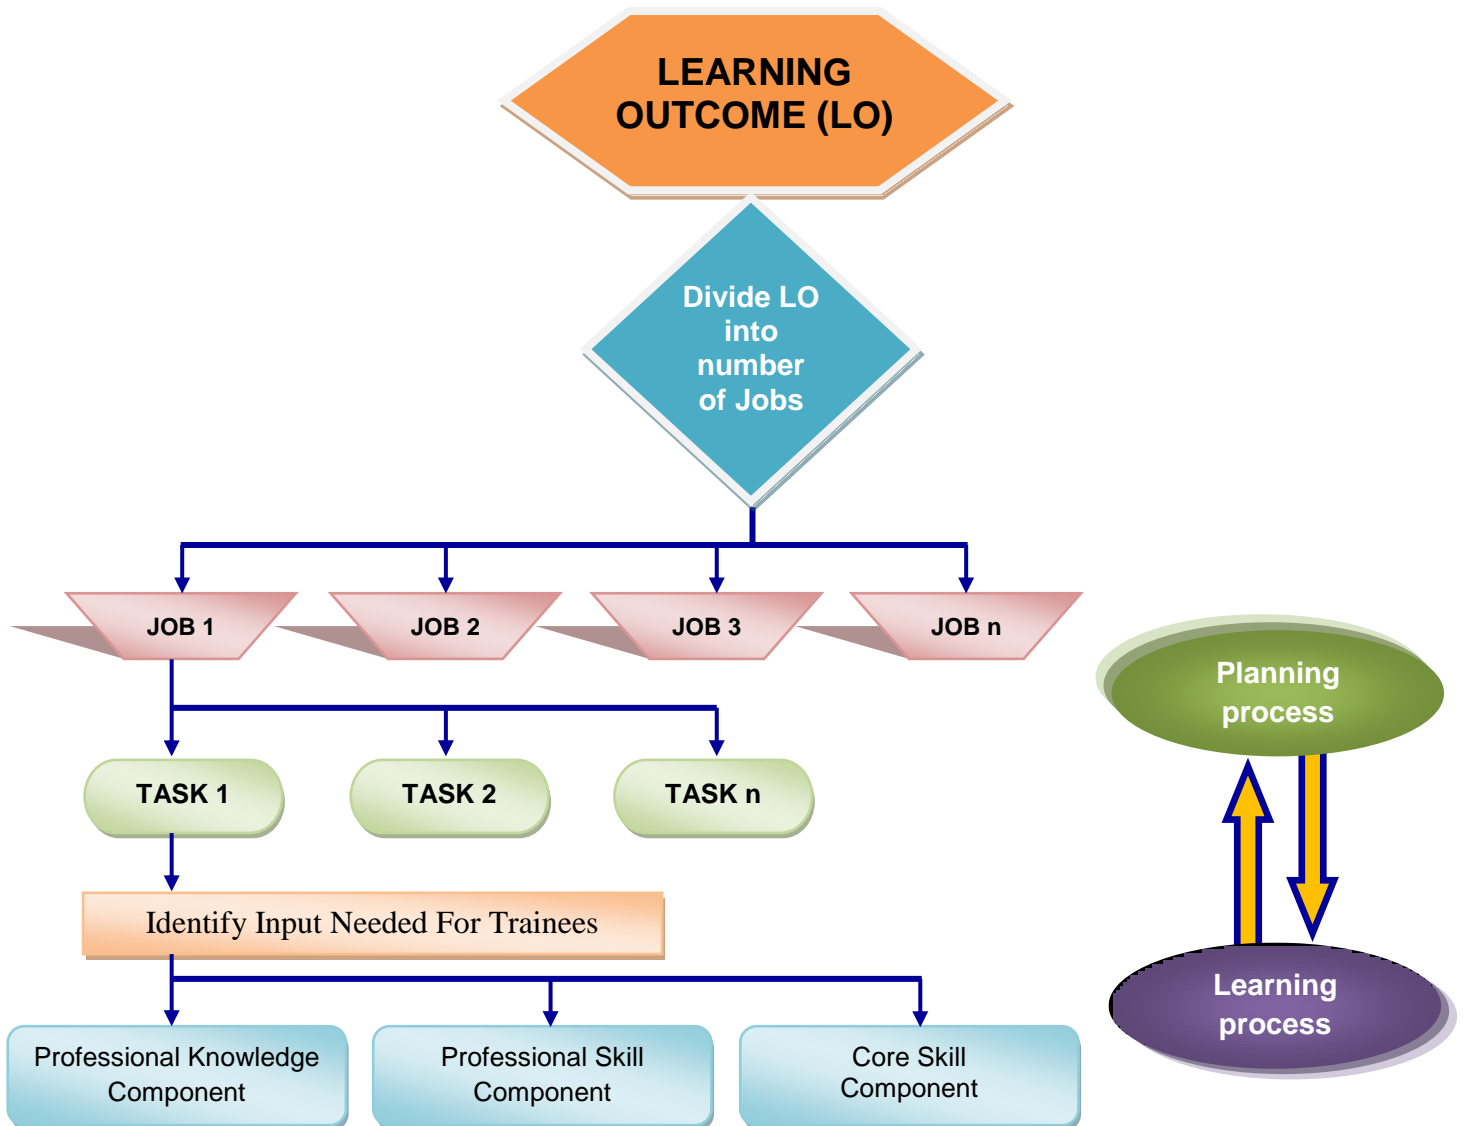 LEARNING
OUTCOME (LO)
Divide LO
into
number
of Jobs
JOB 1
JOB 2
JOB 3
JOB n
TASK 1
TASK 2
TASK n
Identify Input Needed For Trainees
Professional Knowledge
Component
Professional Skill
Component
Core Skill
Component
Planning
process
Learning
process